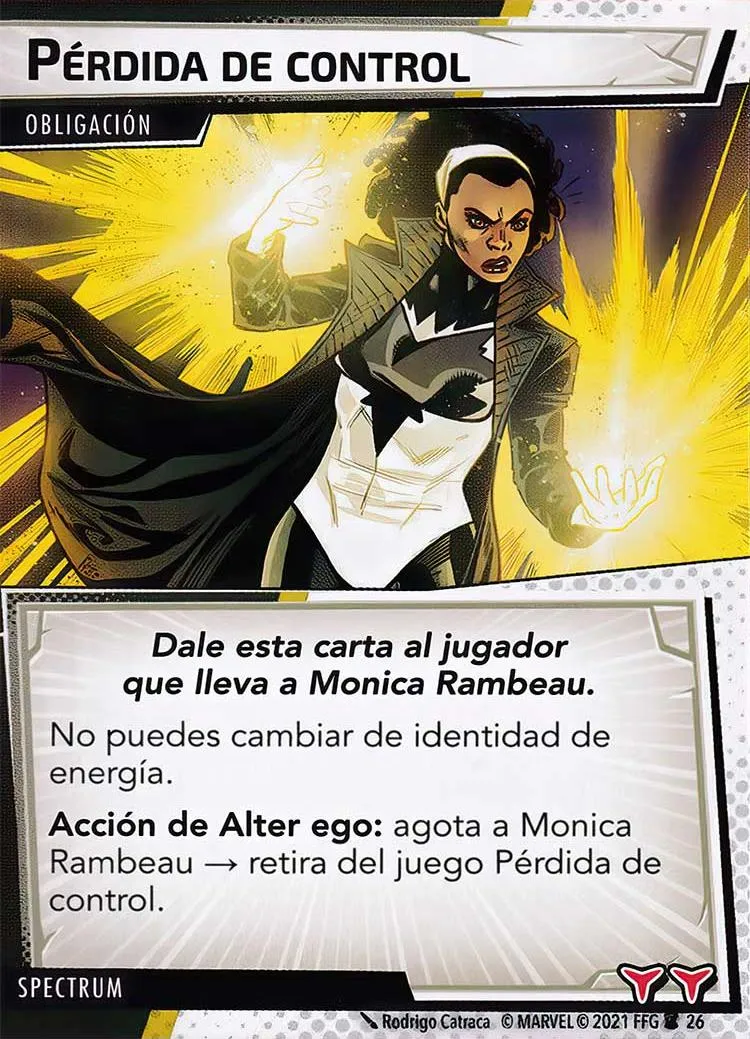 PÉRDIDA DE CONTROL
OBLIGACIÓN
Dale esta carta al jugador
que lleva a Monica Rambeau.
No puedes cambiar de identidad de
energía.
Acción de Alter ego: agota a Monica
Rambeau → retira del juego Pérdida de
control.
SPECTRUM
Rodrigo Catraca © MARVEL © 2021 FFG 26